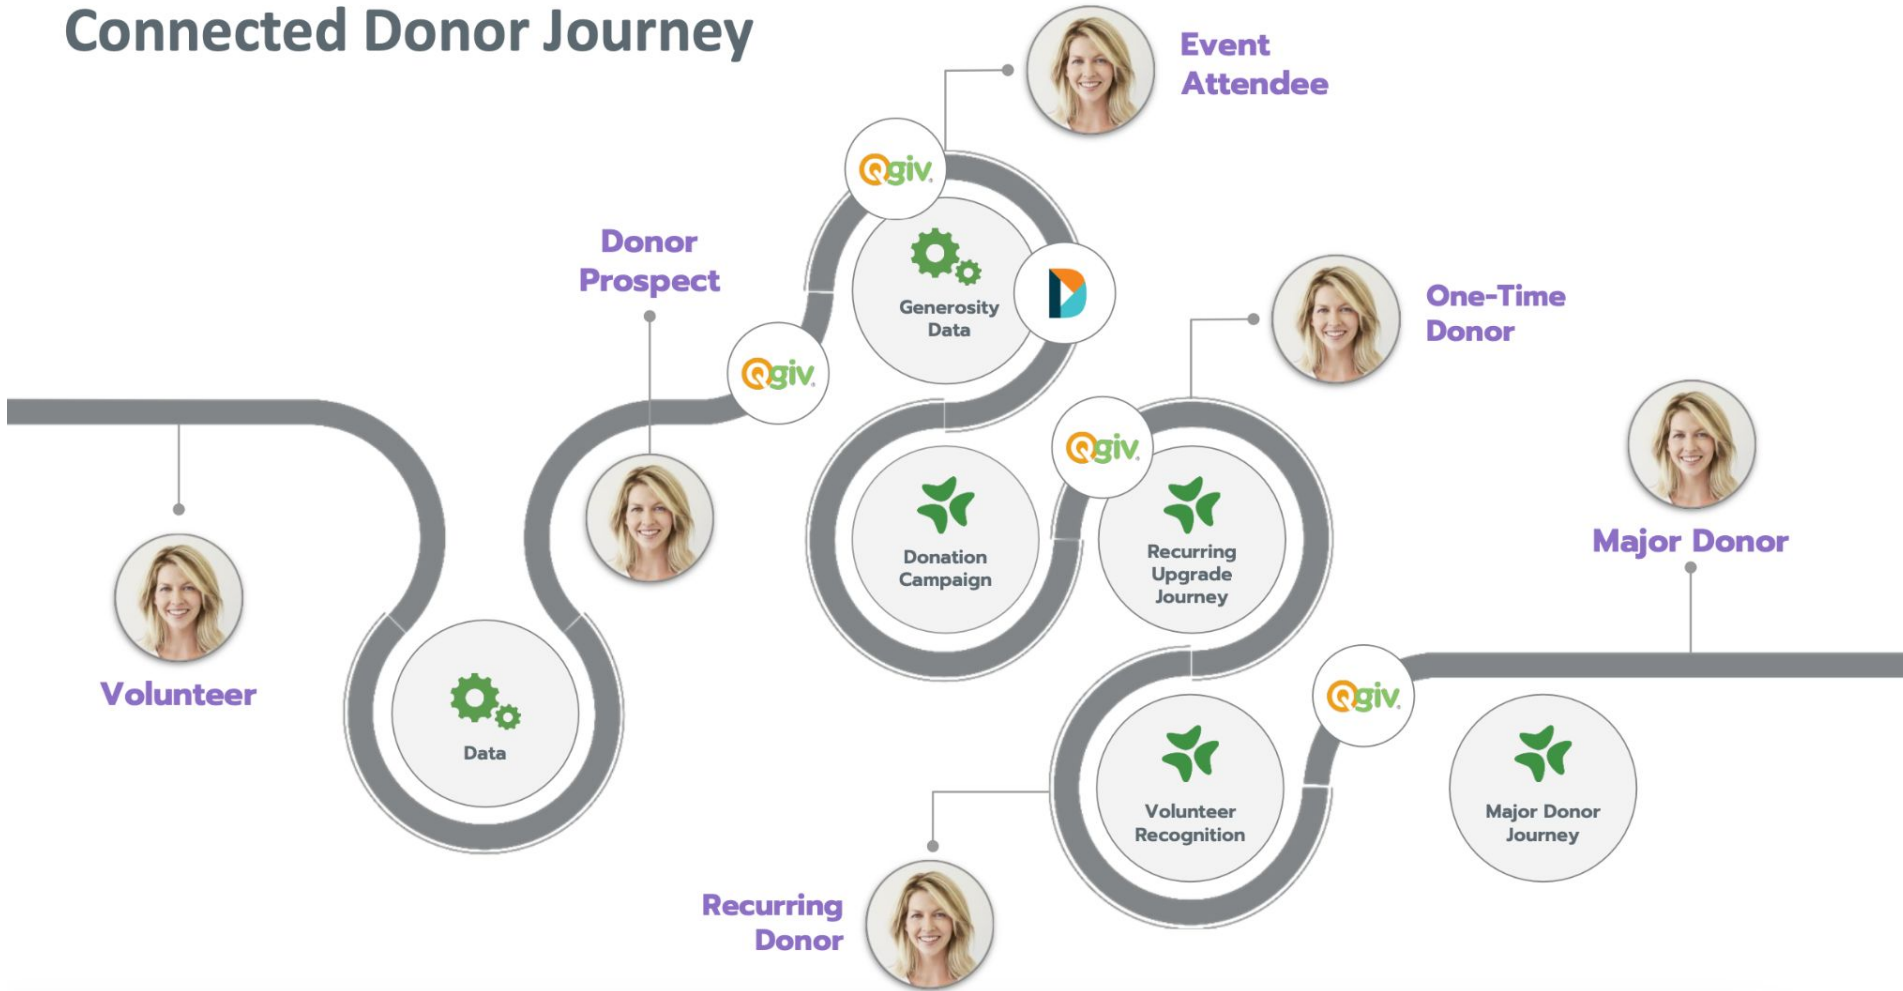 Connected Donor Journey
Event
Attendee
Qgiv
Donor
Prospect
Generosity
Data
One-Time
Donor
Qgiv
Qgiv
Major Donor
Donation
Campaign
Recurring
Upgrade
Journey
Volunteer
Data
Qgiv
Volunteer
Recognition
Major Donor
Journey
Recurring
Donor